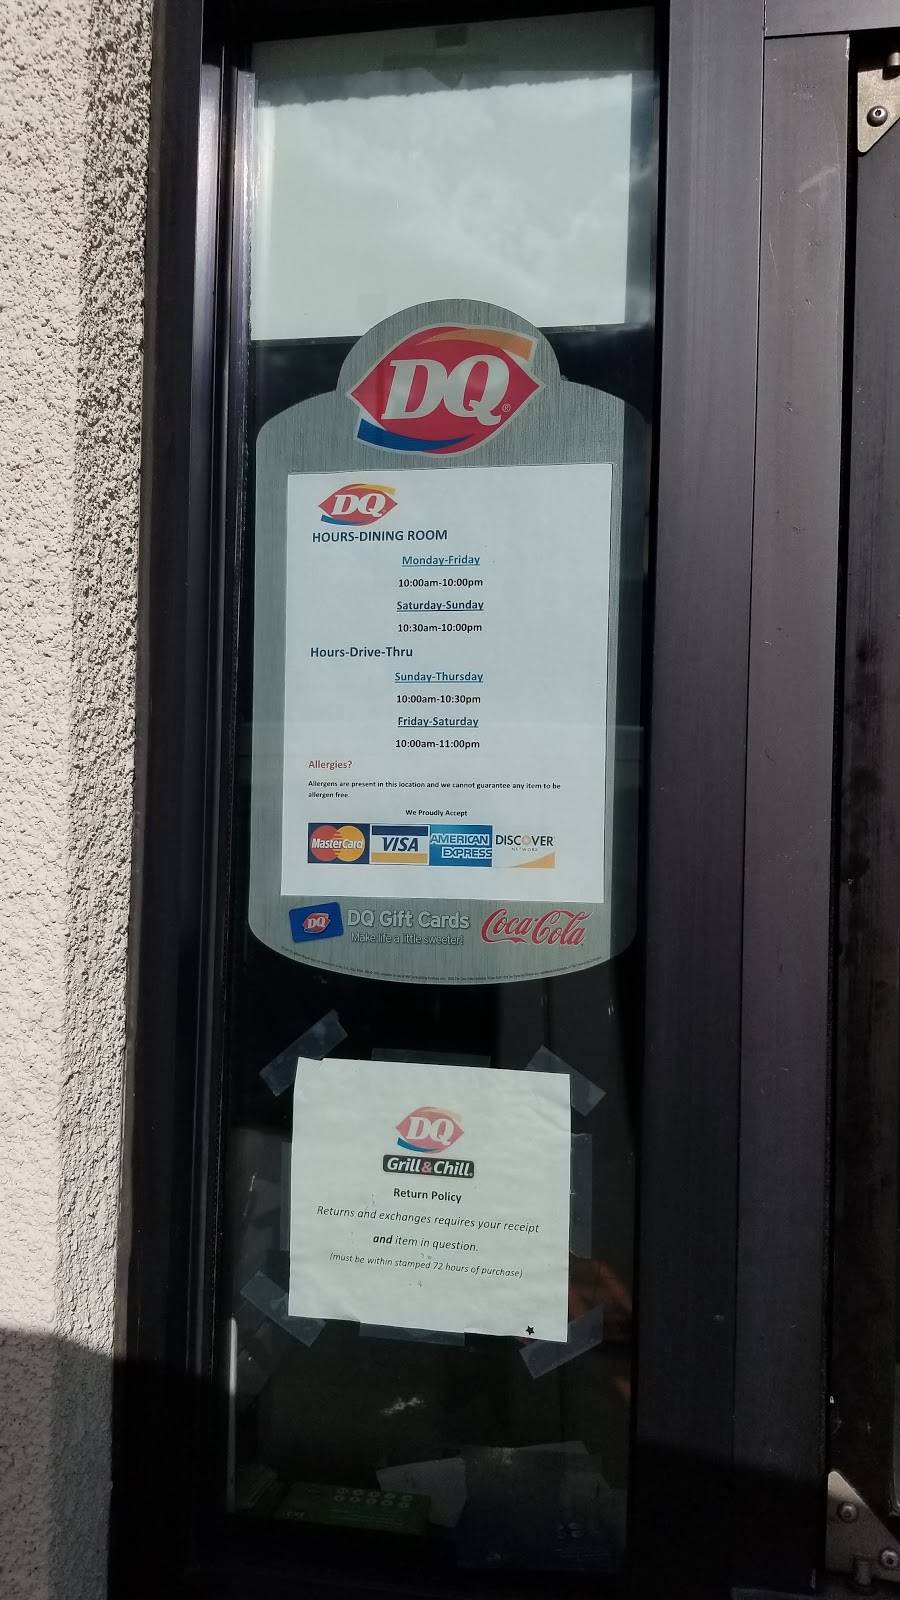 DQ®
DQ
HOURS-DINING ROOM
Monday-Friday
10:00am-10:00pm
Saturday-Sunday
10:30am-10:00pm
Hours-Drive-Thru
Sunday-Thursday
10:00am-10:30pm
Friday-Saturday
10:00am-11:00pm
Allergies?
Allergens are present in this location and we cannot guarantee any item to be
allergen free.
We Proudly Accept
MasterCard VISA AMERICAN EXPRESS DISCOVER NETWORK
DQ DQ Gift Cards Coca-Cola
Make life a little sweeter!
DQ
Grill&Chill
Return Policy
Returns and exchanges requires your receipt
and item in question.
(must be within stamped 72 hours of purchase)